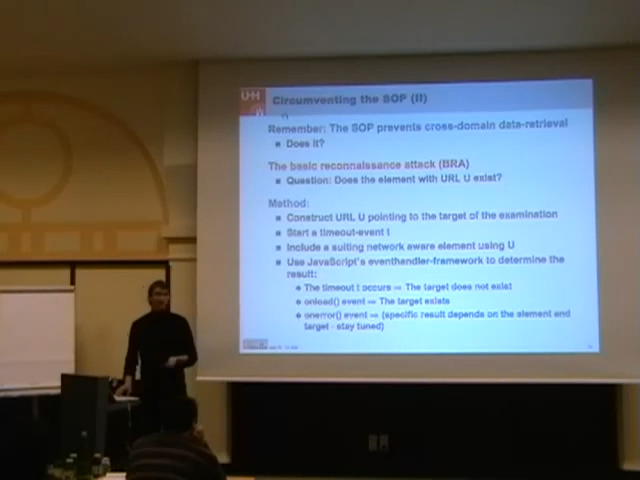 UH
Circumventing the SOP (II)
Remember: The SOP prevents cross-domain data-retrieval
Does it?
The basic reconnaissance attack (BRA)
Question: Does the element with URL U exist?
Method:
Construct URL U pointing to the target of the examination
Start a timeout-event t
Include a suiting network aware element using U
Use JavaScript's eventhandler-framework to determine the
result:
The timeout t occurs ⇒ The target does not exist
onload() event ⇒ The target exists
onerror() event ⇒ (specific result depends on the element and
target - stay tuned)